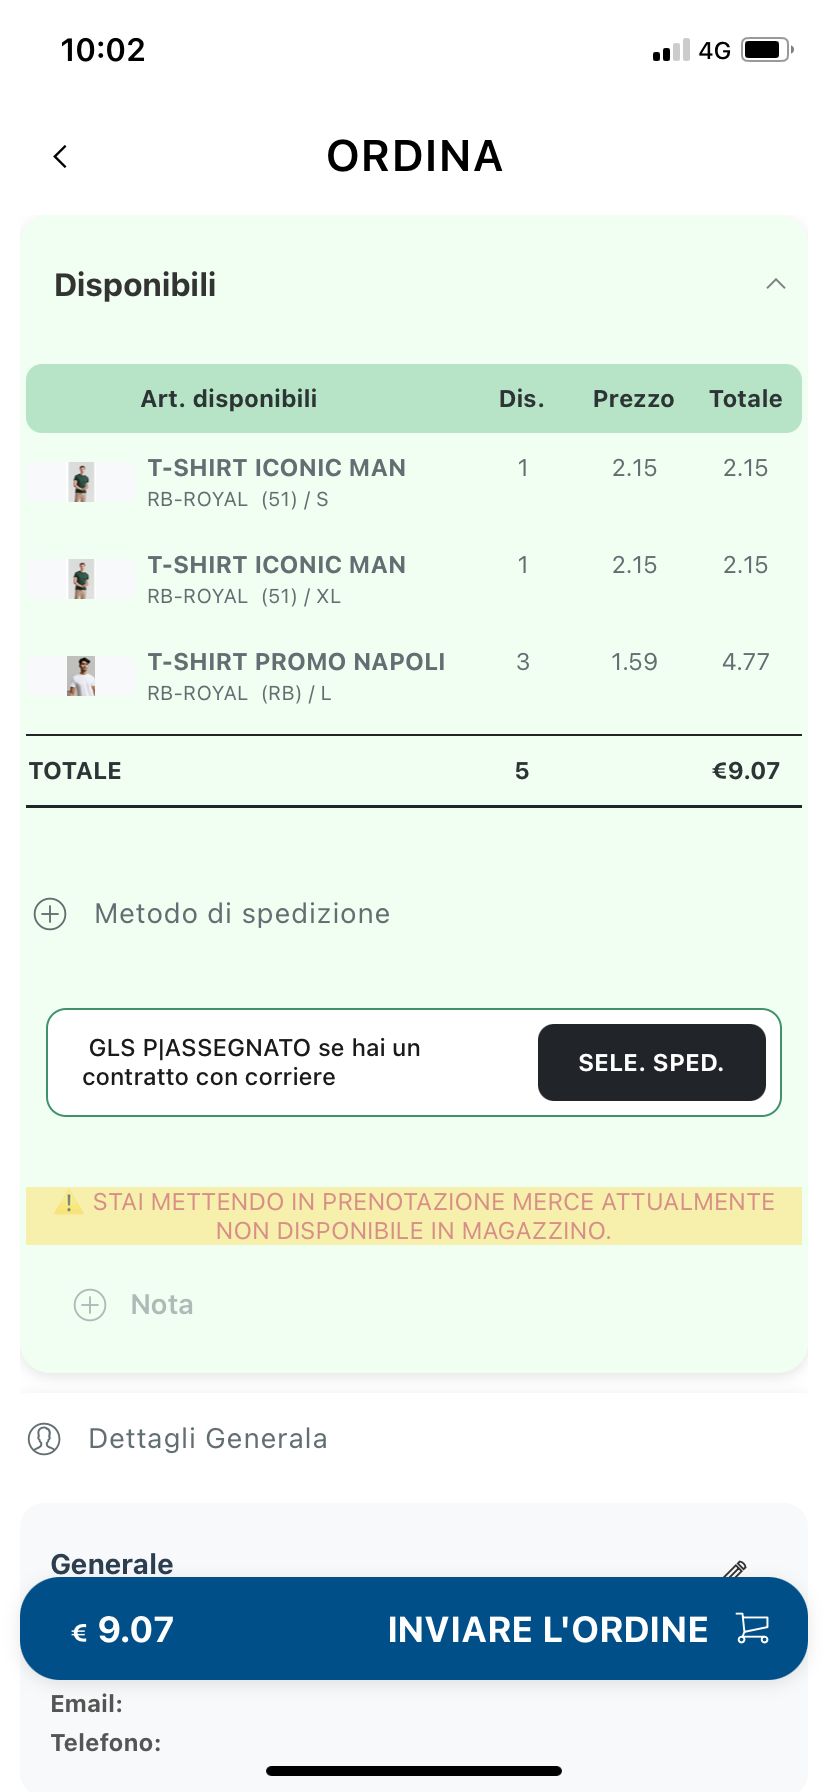 10:02
4G
ORDINA
Disponibili
Art. disponibili Dis. Prezzo Totale
T-SHIRT ICONIC MAN 1 2.15 2.15
RB-ROYAL (51) / S
T-SHIRT ICONIC MAN 1 2.15 2.15
RB-ROYAL (51) / XL
T-SHIRT PROMO NAPOLI 3 1.59 4.77
RB-ROYAL (RB) / L
TOTALE 5 €9.07
Metodo di spedizione
GLS P|ASSEGNATO se hai un
contratto con corriere
SELE. SPED.
⚠️ STAI METTENDO IN PRENOTAZIONE MERCE ATTUALMENTE
NON DISPONIBILE IN MAGAZZINO.
Nota
Dettagli Generala
Generale
€ 9.07 INVIARE L'ORDINE
Email:
Telefono: